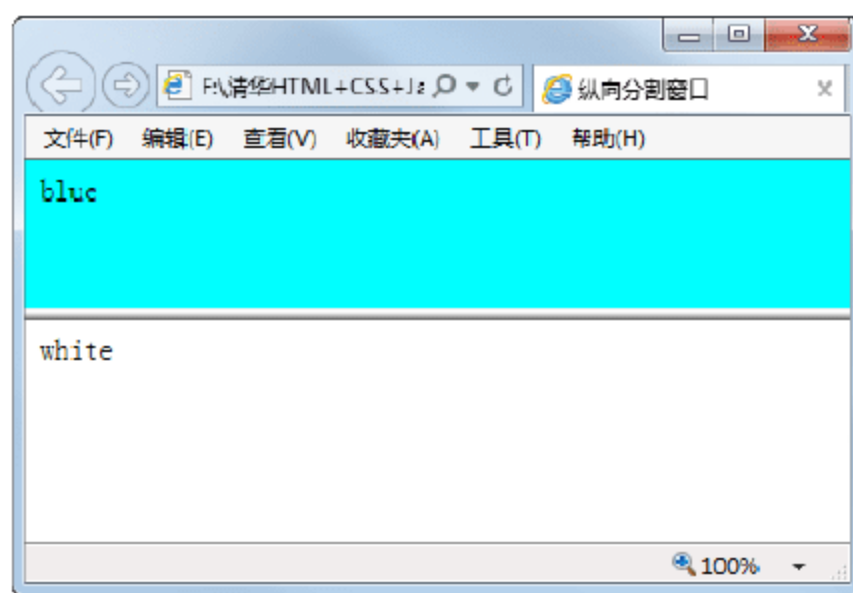 F:\清华HTML+CSS+Ja
纵向分割窗口
文件(F) 编辑(E) 查看(V) 收藏夹(A) 工具(T) 帮助(H)
blue
white
100%